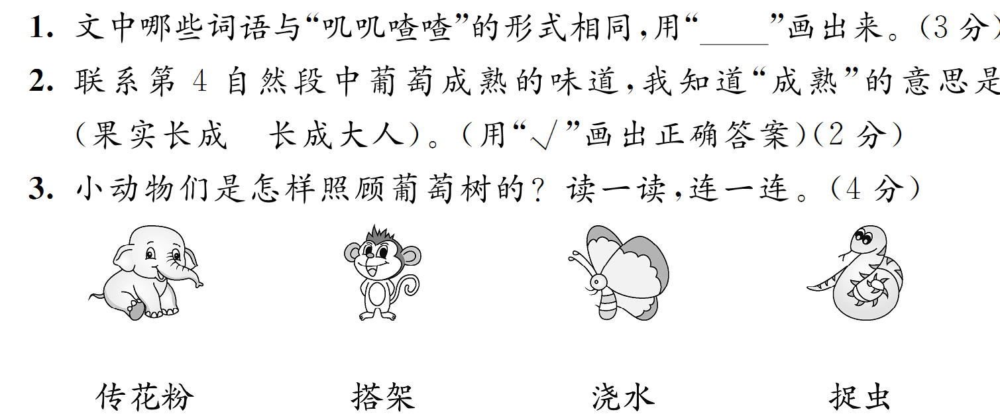 1. 文中哪些词语与“叽叽喳喳”的形式相同,用“____”画出来。(3 分)
2. 联系第 4 自然段中葡萄成熟的味道,我知道“成熟”的意思是
(果实长成 长成大人)。(用“√”画出正确答案)(2 分)
3. 小动物们是怎样照顾葡萄树的? 读一读,连一连。(4 分)
传花粉 搭架 浇水 捉虫